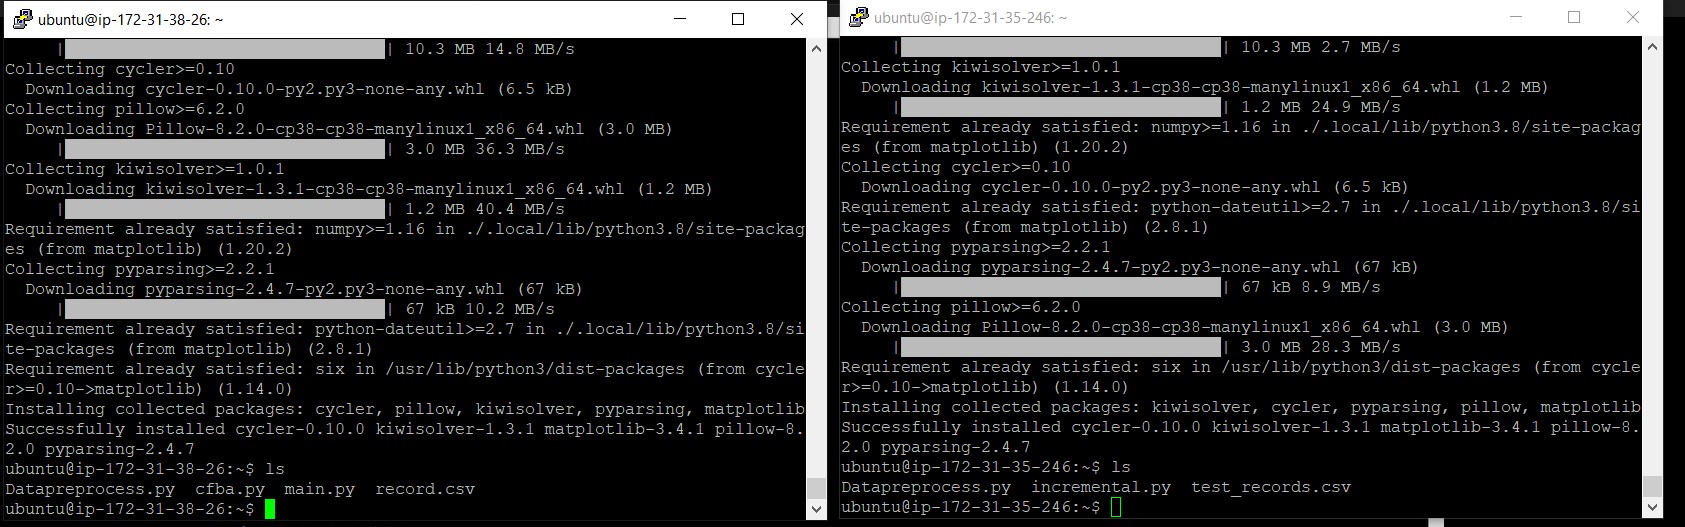 ubuntu@ip-172-31-38-26: ~
| 10.3 MB 14.8 MB/s
Collecting cycler>=0.10
Downloading cycler-0.10.0-py2.py3-none-any.whl (6.5 kB)
Collecting pillow>=6.2.0
Downloading Pillow-8.2.0-cp38-cp38-manylinux1_x86_64.whl (3.0 MB)
| | 3.0 MB 36.3 MB/s
Collecting kiwisolver>=1.0.1
Downloading kiwisolver-1.3.1-cp38-cp38-manylinux1_x86_64.whl (1.2 MB)
| | 1.2 MB 40.4 MB/s
Requirement already satisfied: numpy>=1.16 in ./.local/lib/python3.8/site-packag
es (from matplotlib) (1.20.2)
Collecting pyparsing>=2.2.1
Downloading pyparsing-2.4.7-py2.py3-none-any.whl (67 kB)
| | 67 kB 10.2 MB/s
Requirement already satisfied: python-dateutil>=2.7 in ./.local/lib/python3.8/si
te-packages (from matplotlib) (2.8.1)
Requirement already satisfied: six in /usr/lib/python3/dist-packages (from cycle
r>=0.10->matplotlib) (1.14.0)
Installing collected packages: cycler, pillow, kiwisolver, pyparsing, matplotlib
Successfully installed cycler-0.10.0 kiwisolver-1.3.1 matplotlib-3.4.1 pillow-8.
2.0 pyparsing-2.4.7
ubuntu@ip-172-31-38-26:~$ ls
Datapreprocess.py cfba.py main.py record.csv
ubuntu@ip-172-31-38-26:~$
ubuntu@ip-172-31-35-246: ~
| | 10.3 MB 2.7 MB/s
Collecting kiwisolver>=1.0.1
Downloading kiwisolver-1.3.1-cp38-cp38-manylinux1_x86_64.whl (1.2 MB)
| | 1.2 MB 24.9 MB/s
Requirement already satisfied: numpy>=1.16 in ./.local/lib/python3.8/site-packag
es (from matplotlib) (1.20.2)
Collecting cycler>=0.10
Downloading cycler-0.10.0-py2.py3-none-any.whl (6.5 kB)
Requirement already satisfied: python-dateutil>=2.7 in ./.local/lib/python3.8/si
te-packages (from matplotlib) (2.8.1)
Collecting pyparsing>=2.2.1
Downloading pyparsing-2.4.7-py2.py3-none-any.whl (67 kB)
| | 67 kB 8.9 MB/s
Collecting pillow>=6.2.0
Downloading Pillow-8.2.0-cp38-cp38-manylinux1_x86_64.whl (3.0 MB)
| | 3.0 MB 28.3 MB/s
Requirement already satisfied: six in /usr/lib/python3/dist-packages (from cycle
r>=0.10->matplotlib) (1.14.0)
Installing collected packages: kiwisolver, cycler, pyparsing, pillow, matplotlib
Successfully installed cycler-0.10.0 kiwisolver-1.3.1 matplotlib-3.4.1 pillow-8.
2.0 pyparsing-2.4.7
ubuntu@ip-172-31-35-246:~$ ls
Datapreprocess.py incremental.py test_records.csv
ubuntu@ip-172-31-35-246:~$